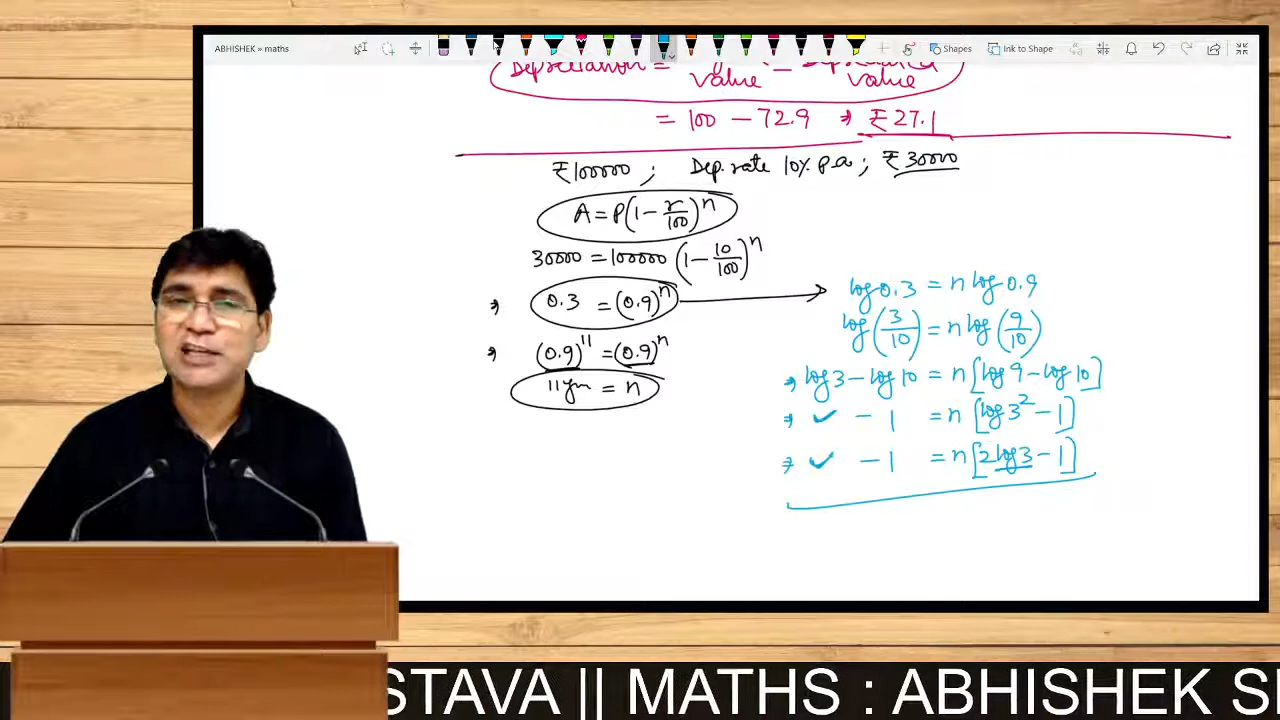 ABHISHEK » maths
Shapes
Ink to Shape
Depreciation =
value
value
= 100 − 72.9 ⇒ ₹27.1
₹100000 ; Dep. rate 10% p.a ; ₹30000
A = P(1 − r/100)^n
30000 = 100000 (1 − 10/100)^n
⇒ 0.3 = (0.9)^n
⇒ (0.9)^11 = (0.9)^n
11 yrs = n
log 0.3 = n log 0.9
log(3/10) = n log(9/10)
⇒ log 3 − log 10 = n[log 9 − log 10]
⇒ ✓ − 1 = n[log 3^2 − 1]
⇒ ✓ − 1 = n[2 log 3 − 1]
STAVA || MATHS : ABHISHEK S